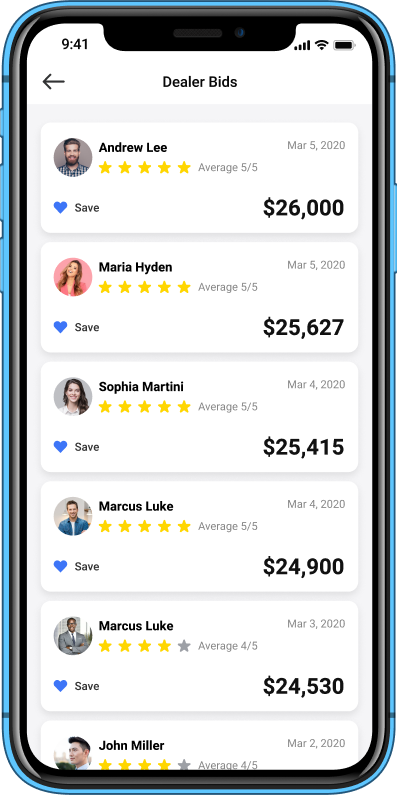 9:41
Dealer Bids
Andrew Lee
Mar 5, 2020
Average 5/5
Save
$26,000
Maria Hyden
Mar 5, 2020
Average 5/5
Save
$25,627
Sophia Martini
Mar 4, 2020
Average 5/5
Save
$25,415
Marcus Luke
Mar 4, 2020
Average 5/5
Save
$24,900
Marcus Luke
Mar 3, 2020
Average 4/5
Save
$24,530
John Miller
Mar 2, 2020
Average 4/5